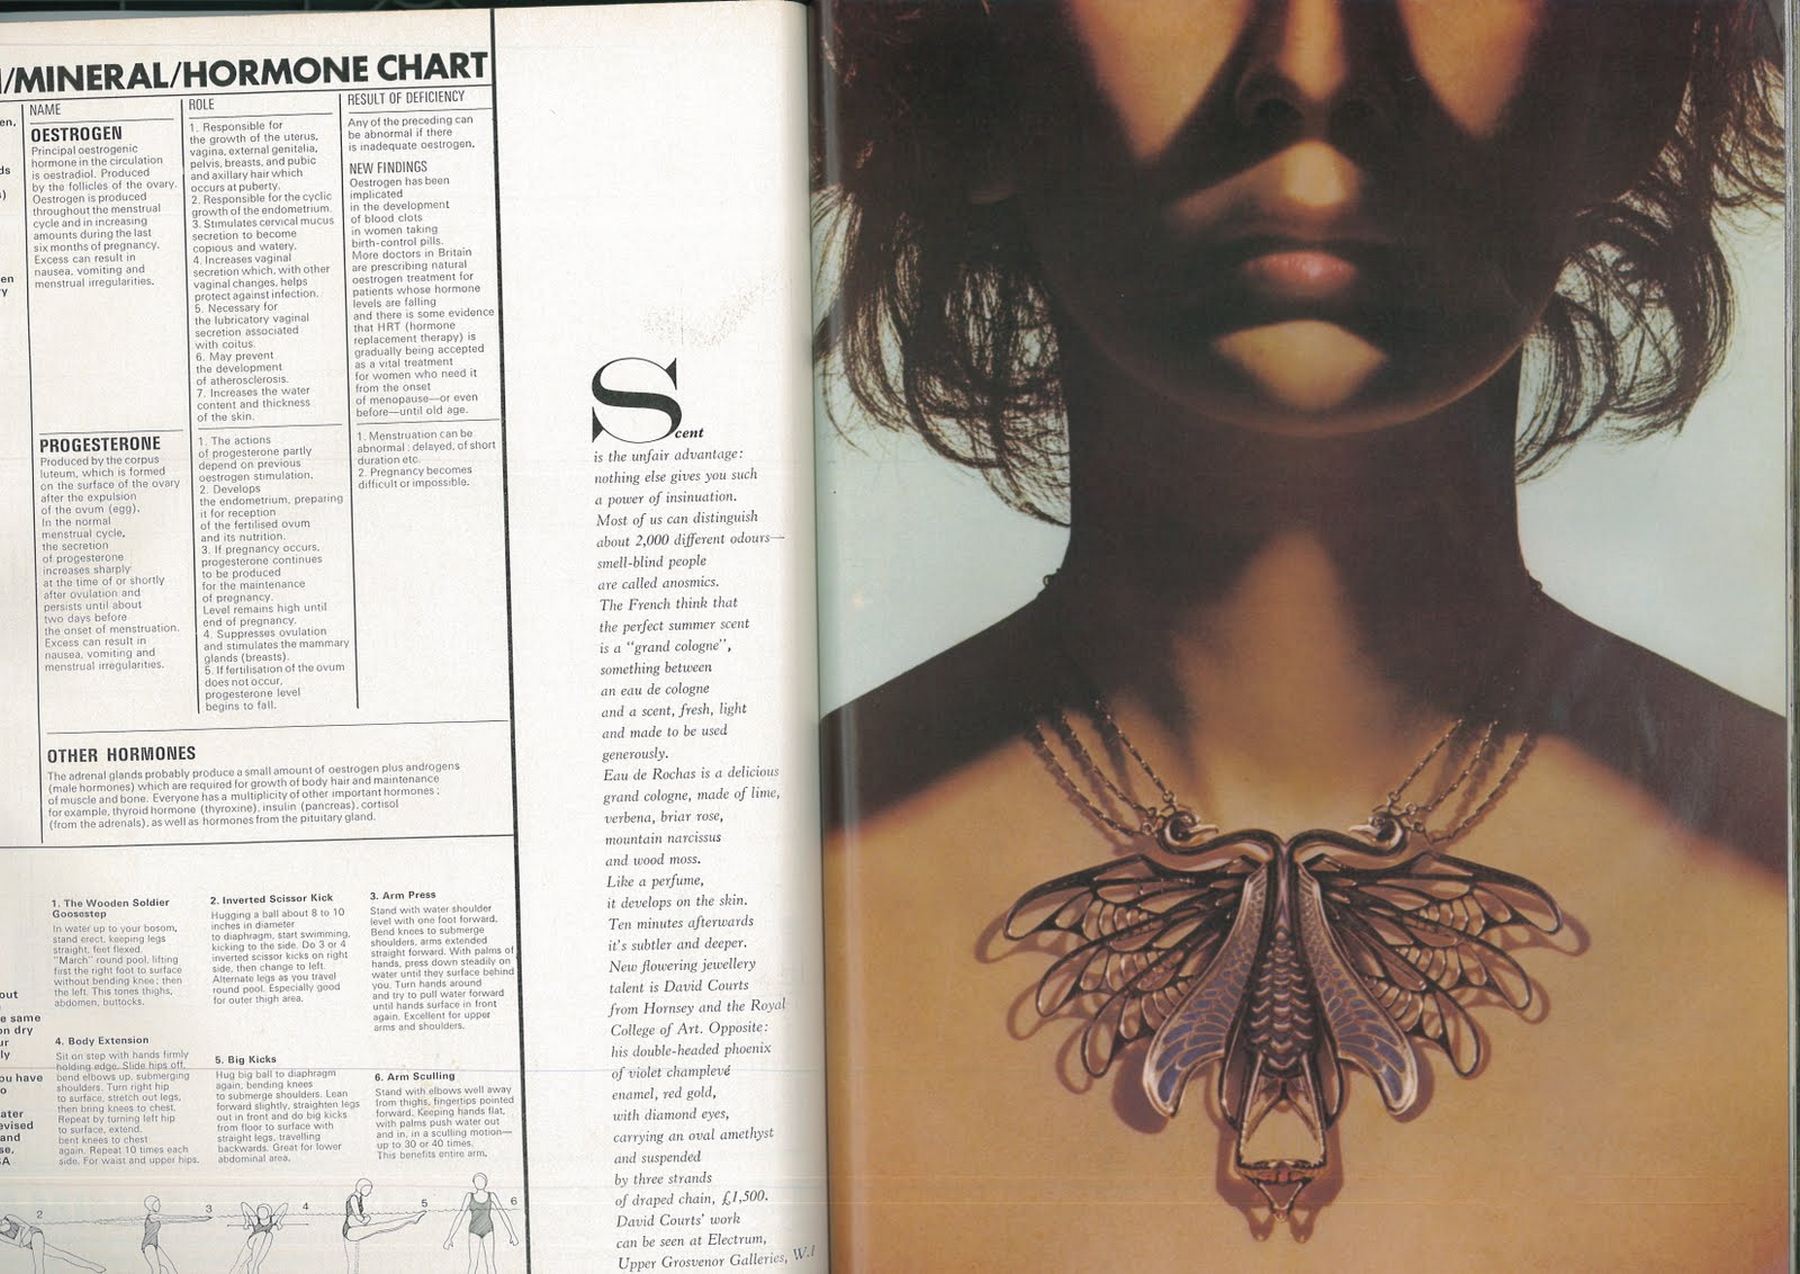 /MINERAL/HORMONE CHART
NAME
OESTROGEN
Principal oestrogenic
hormone in the circulation
is oestradiol. Produced
by the follicles of the ovary.
Oestrogen is produced
throughout the menstrual
cycle and in increasing
amounts during the last
six months of pregnancy.
Excess can result in
nausea, vomiting and
menstrual irregularities.
ROLE
1. Responsible for
the growth of the uterus,
vagina, external genitelia,
pelvis, breasts, and pubic
and axillary hair which
occurs at puberty.
2. Responsible for the cyclic
growth of the endometrium.
3. Stimulates cervical mucus
secretion to become
copious and watery.
4. Increases vaginal
secretion which, with other
vaginal changes, helps
protect against infection.
5. Necessary for
the lubricatory vaginal
secretion associated
with coitus.
6. May prevent
the development
of atherosclerosis.
7. Increases the water
content and thickness
of the skin.
RESULT OF DEFICIENCY
Any of the preceding can
be abnormal if there
is inadequate oestrogen.
NEW FINDINGS
Oestrogen has been
implicated
in the development
of blood clots
in women taking
birth-control pills.
More doctors in Britain
are prescribing natural
oestrogen treatment for
patients whose hormone
levels are falling
and there is some evidence
that HRT (hormone
replacement therapy) is
gradually being accepted
as a vital treatment
for women who need it
from the onset
of menopause—or even
before—until old age.
PROGESTERONE
Produced by the corpus
luteum, which is formed
on the surface of the ovary
after the expulsion
of the ovum (egg).
In the normal
menstrual cycle,
the secretion
of progesterone
increases sharply
at the time of or shortly
after ovulation and
persists until about
two days before
the onset of menstruation.
Excess can result in
nausea, vomiting and
menstrual irregularities.
1. The actions
of progesterone partly
depend on previous
oestrogen stimulation.
2. Develops
the endometrium, preparing
it for reception
of the fertilised ovum
and its nutrition.
3. If pregnancy occurs,
progesterone continues
to be produced
for the maintenance
of pregnancy.
Level remains high until
end of pregnancy.
4. Suppresses ovulation
and stimulates the mammary
glands (breasts).
5. If fertilisation of the ovum
does not occur,
progesterone level
begins to fall.
1. Menstruation can be
abnormal: delayed, of short
duration etc.
2. Pregnancy becomes
difficult or impossible.
OTHER HORMONES
The adrenal glands probably produce a small amount of oestrogen plus androgens
(male hormones) which are required for growth of body hair and maintenance
of muscle and bone. Everyone has a multiplicity of other important hormones;
for example, thyroid hormone (thyroxine), insulin (pancreas), cortisol
(from the adrenals), as well as hormones from the pituitary gland.
1. The Wooden Soldier
Goosestep
In water up to your bosom,
stand erect, keeping legs
straight, feet flexed.
"March" round pool, lifting
first the right foot to surface
without bending knee; then
the left. This tones thighs,
abdomen, buttocks.
2. Inverted Scissor Kick
Hugging a ball about 8 to 10
inches in diameter
to diaphragm, start swimming,
kicking to the side. Do 3 or 4
inverted scissor kicks on right
side, then change to left.
Alternate legs as you travel
round pool. Especially good
for outer thigh area.
3. Arm Press
Stand with water shoulder
level with one foot forward.
Bend knees to submerge
shoulders, arms extended
straight forward. With palms of
hands, press down steadily on
water until they surface behind
you. Turn hands around
and try to pull water forward
until hands surface in front
again. Excellent for upper
arms and shoulders.
4. Body Extension
Sit on step with hands firmly
holding edge. Slide hips off,
bend elbows up, submerging
shoulders. Turn right hip
to surface, stretch out legs,
then bring knees to chest.
Repeat by turning left hip
to surface, extend,
bent knees to chest
again. Repeat 10 times each
side. For waist and upper hips.
5. Big Kicks
Hug big ball to diaphragm
again, bending knees
to submerge shoulders. Lean
forward slightly, straighten legs
out in front and do big kicks
from floor to surface with
straight legs, travelling
backwards. Great for lower
abdominal area.
6. Arm Sculling
Stand with elbows well away
from thighs, fingertips pointed
forward. Keeping hands flat,
with palms push water out
and in, in a sculling motion—
up to 30 or 40 times.
This benefits entire arm.
2
3
4
5
6
Scent
is the unfair advantage:
nothing else gives you such
a power of insinuation.
Most of us can distinguish
about 2,000 different odours—
smell-blind people
are called anosmics.
The French think that
the perfect summer scent
is a "grand cologne",
something between
an eau de cologne
and a scent, fresh, light
and made to be used
generously.
Eau de Rochas is a delicious
grand cologne, made of lime,
verbena, briar rose,
mountain narcissus
and wood moss.
Like a perfume,
it develops on the skin.
Ten minutes afterwards
it's subtler and deeper.
New flowering jewellery
talent is David Courts
from Hornsey and the Royal
College of Art. Opposite:
his double-headed phoenix
of violet champlevé
enamel, red gold,
with diamond eyes,
carrying an oval amethyst
and suspended
by three strands
of draped chain, £1,500.
David Courts' work
can be seen at Electrum,
Upper Grosvenor Galleries, W.1